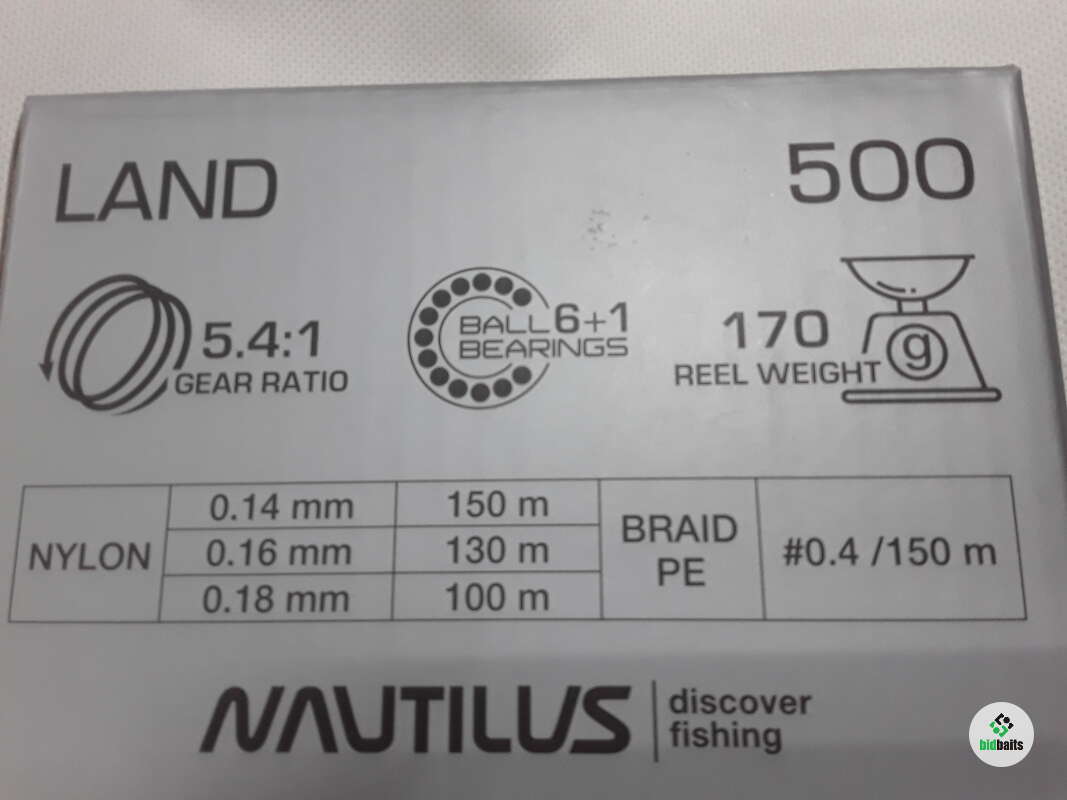 LAND
500
5.4:1
GEAR RATIO
BALL 6+1
BEARINGS
170
REEL WEIGHT g
NYLON
0.14 mm 150 m
0.16 mm 130 m
0.18 mm 100 m
BRAID
PE
#0.4 /150 m
NAUTILUS
discover
fishing
bidbaits